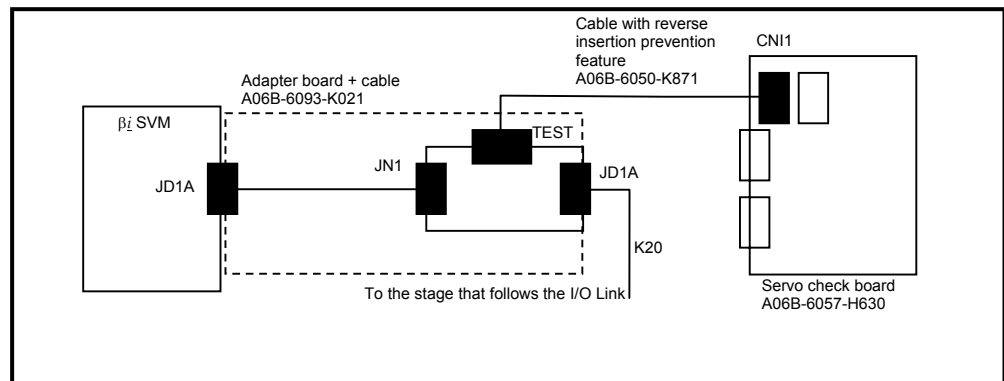 Cable with reverse
insertion prevention
feature
A06B-6050-K871
CNI1
Adapter board + cable
A06B-6093-K021
βi SVM
TEST
JN1
JD1A
JD1A
K20
To the stage that follows the I/O Link
Servo check board
A06B-6057-H630